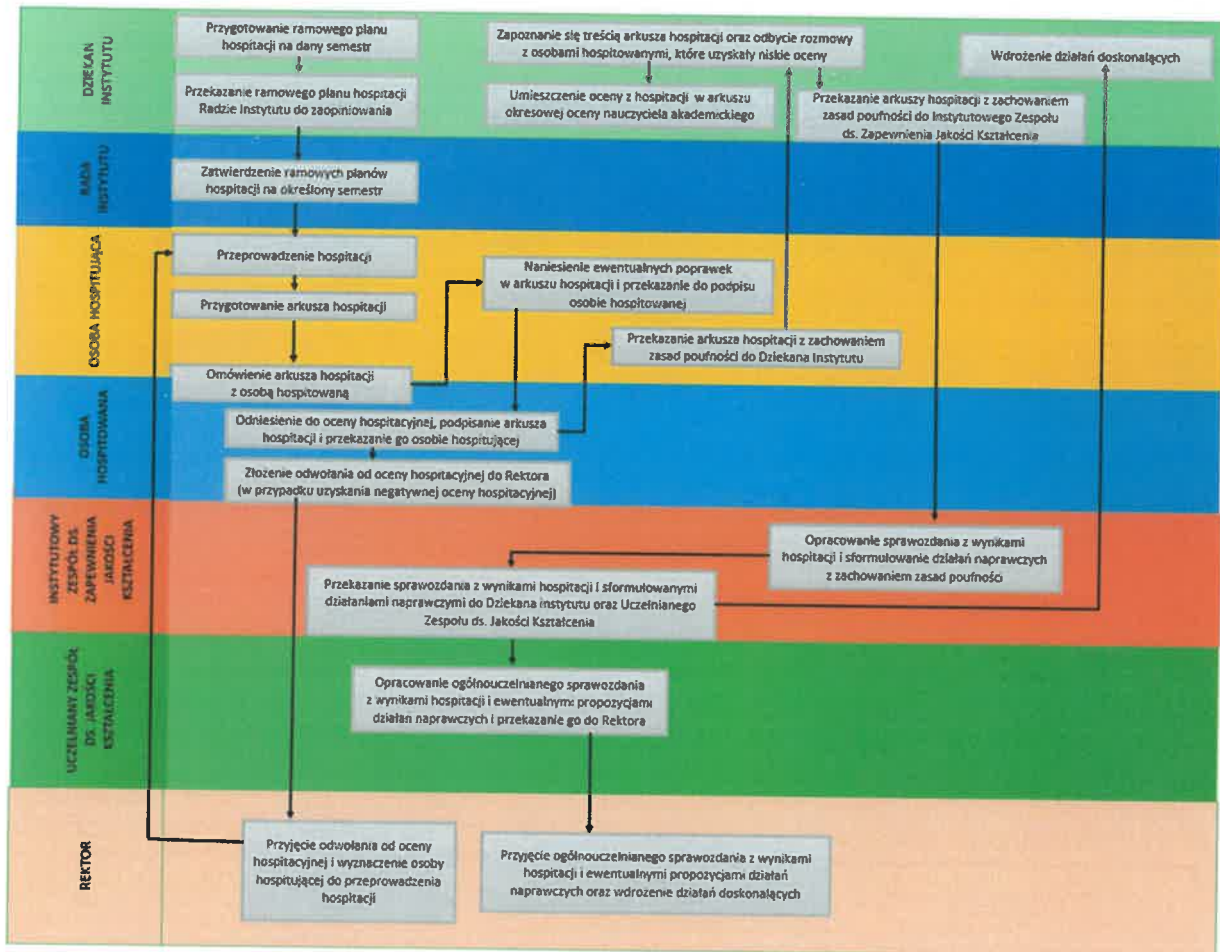 DZIEKAN
INSTYTUTU
Przygotowanie ramowego planu
hospitacji na dany semestr
Przekazanie ramowego planu hospitacji
Radzie Instytutu do zaopiniowania
Zapoznanie się treścią arkusza hospitacji oraz odbycie rozmowy
z osobami hospitowanymi, które uzyskały niskie oceny
Umieszczenie oceny z hospitacji w arkuszu
okresowej oceny nauczyciela akademickiego
Przekazanie arkuszy hospitacji z zachowaniem
zasad poufności do Instytutowego Zespołu
ds. Zapewnienia Jakości Kształcenia
Wdrożenie działań doskonalących
RADA
INSTYTUTU
Zatwierdzenie ramowych planów
hospitacji na określony semestr
OSOBA HOSPITUJĄCA
Przeprowadzenie hospitacji
Przygotowanie arkusza hospitacji
Omówienie arkusza hospitacji
z osobą hospitowaną
Naniesienie ewentualnych poprawek
w arkuszu hospitacji i przekazanie do podpisu
osobie hospitowanej
Przekazanie arkusza hospitacji z zachowaniem
zasad poufności do Dziekana Instytutu
OSOBA
HOSPITOWANA
Odniesienie do oceny hospitacyjnej, podpisanie arkusza
hospitacji i przekazanie go osobie hospitującej
Złożenie odwołania od oceny hospitacyjnej do Rektora
(w przypadku uzyskania negatywnej oceny hospitacyjnej)
INSTYTUTOWY
ZESPÓŁ DS.
ZAPEWNIENIA
JAKOŚCI
KSZTAŁCENIA
Opracowanie sprawozdania z wynikami
hospitacji i sformułowanie działań naprawczych
z zachowaniem zasad poufności
Przekazanie sprawozdania z wynikami hospitacji i sformułowanymi
działaniami naprawczymi do Dziekana instytutu oraz Uczelnianego
Zespołu ds. Jakości Kształcenia
UCZELNIANY ZESPÓŁ
DS. JAKOŚCI
KSZTAŁCENIA
Opracowanie ogólnouczelnianego sprawozdania
z wynikami hospitacji i ewentualnymi propozycjami
działań naprawczych i przekazanie go do Rektora
REKTOR
Przyjęcie odwołania od oceny
hospitacyjnej i wyznaczenie osoby
hospitującej do przeprowadzenia
hospitacji
Przyjęcie ogólnouczelnianego sprawozdania z wynikami
hospitacji i ewentualnymi propozycjami działań
naprawczych oraz wdrożenie działań doskonalących